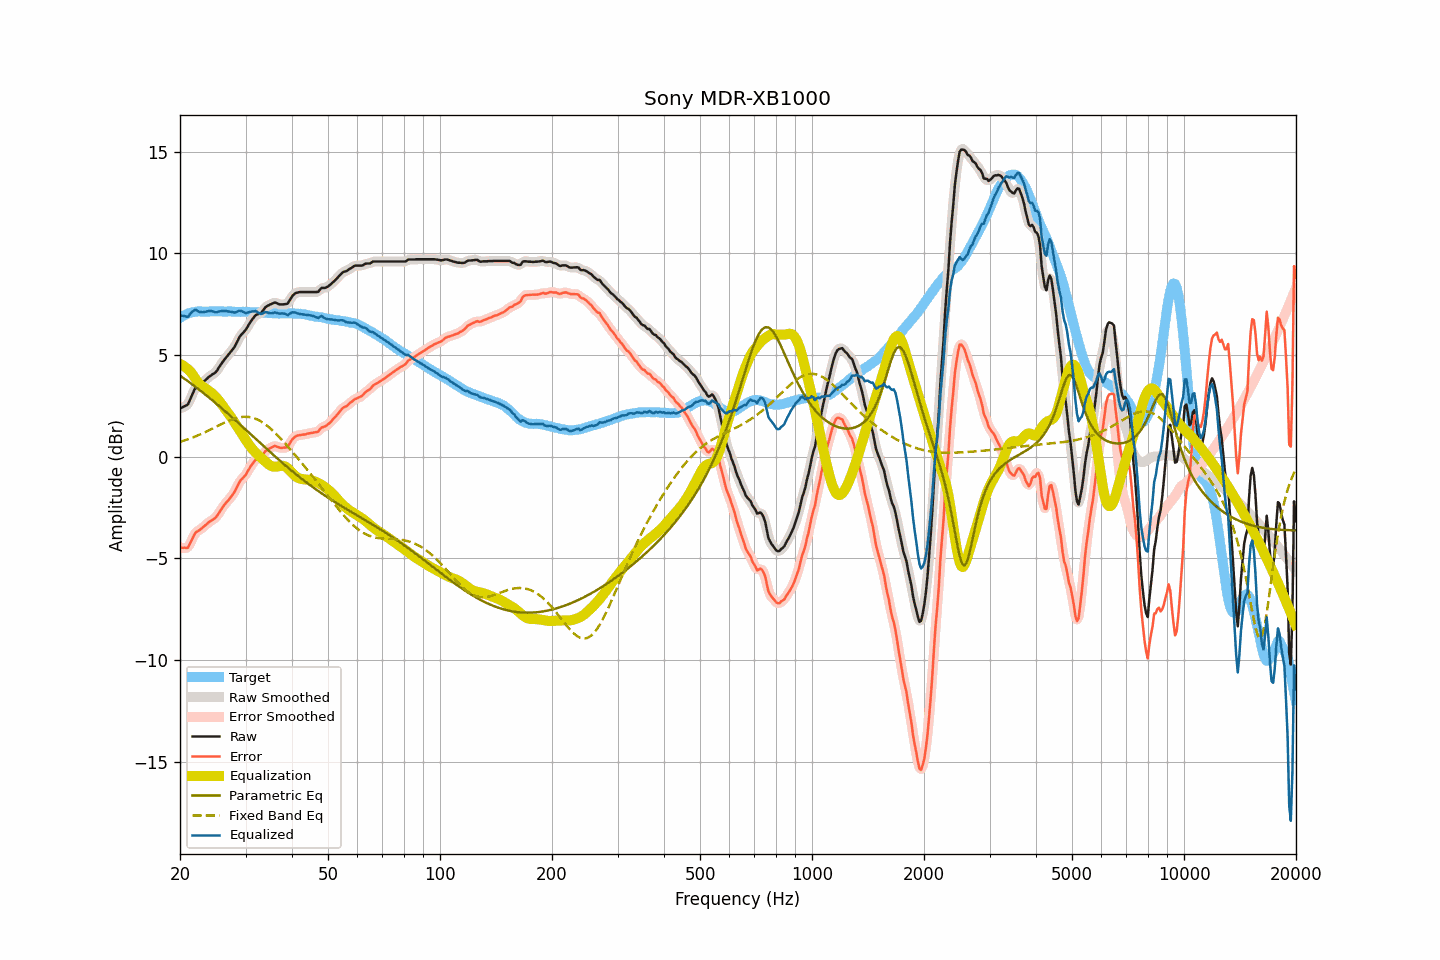 Sony MDR-XB1000
Amplitude (dBr)
15
10
5
0
−5
−10
−15
Target
Raw Smoothed
Error Smoothed
Raw
Error
Equalization
Parametric Eq
Fixed Band Eq
Equalized
20 50 100 200 500 1000 2000 5000 10000 20000
Frequency (Hz)